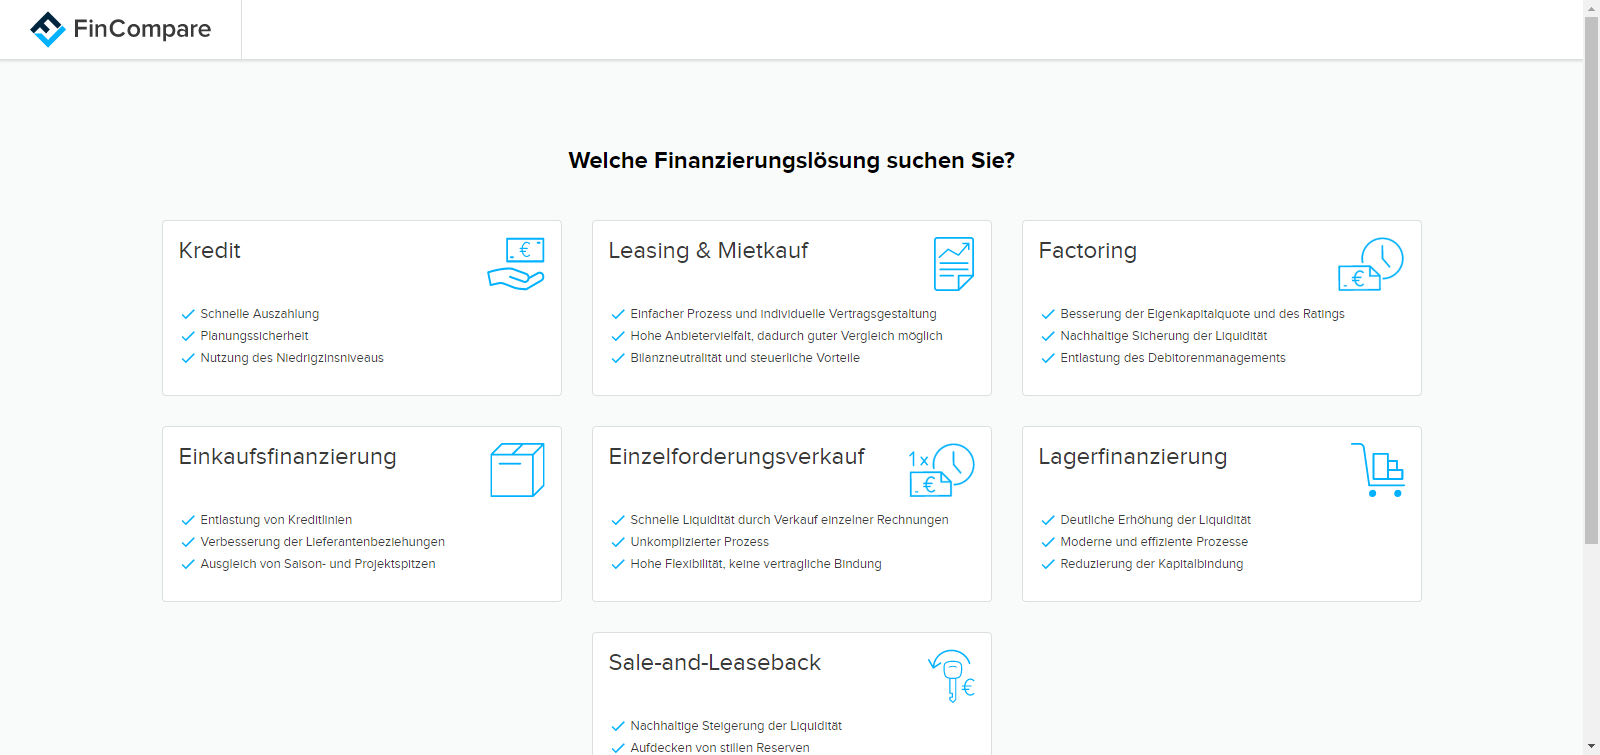 FinCompare
Welche Finanzierungslösung suchen Sie?
Kredit
€
Schnelle Auszahlung
Planungssicherheit
Nutzung des Niedrigzinsniveaus
Leasing & Mietkauf
Einfacher Prozess und individuelle Vertragsgestaltung
Hohe Anbietervielfalt, dadurch guter Vergleich möglich
Bilanzneutralität und steuerliche Vorteile
Factoring
€
Besserung der Eigenkapitalquote und des Ratings
Nachhaltige Sicherung der Liquidität
Entlastung des Debitorenmanagements
Einkaufsfinanzierung
Entlastung von Kreditlinien
Verbesserung der Lieferantenbeziehungen
Ausgleich von Saison- und Projektspitzen
Einzelforderungsverkauf
1x
€
Schnelle Liquidität durch Verkauf einzelner Rechnungen
Unkomplizierter Prozess
Hohe Flexibilität, keine vertragliche Bindung
Lagerfinanzierung
Deutliche Erhöhung der Liquidität
Moderne und effiziente Prozesse
Reduzierung der Kapitalbindung
Sale-and-Leaseback
€
Nachhaltige Steigerung der Liquidität
Aufdecken von stillen Reserven